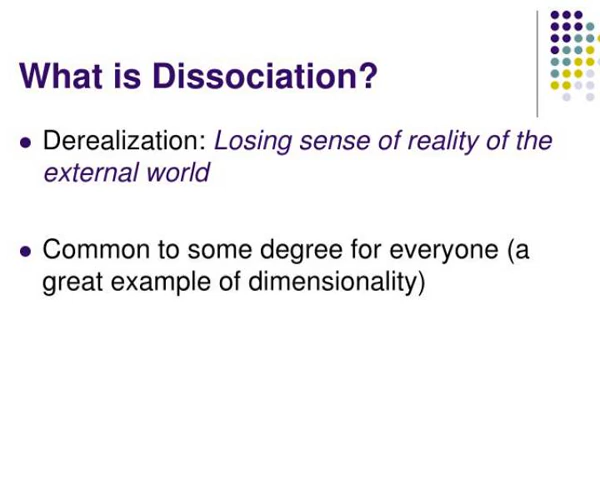 What is Dissociation?
● Derealization: Losing sense of reality of the
external world
● Common to some degree for everyone (a
great example of dimensionality)